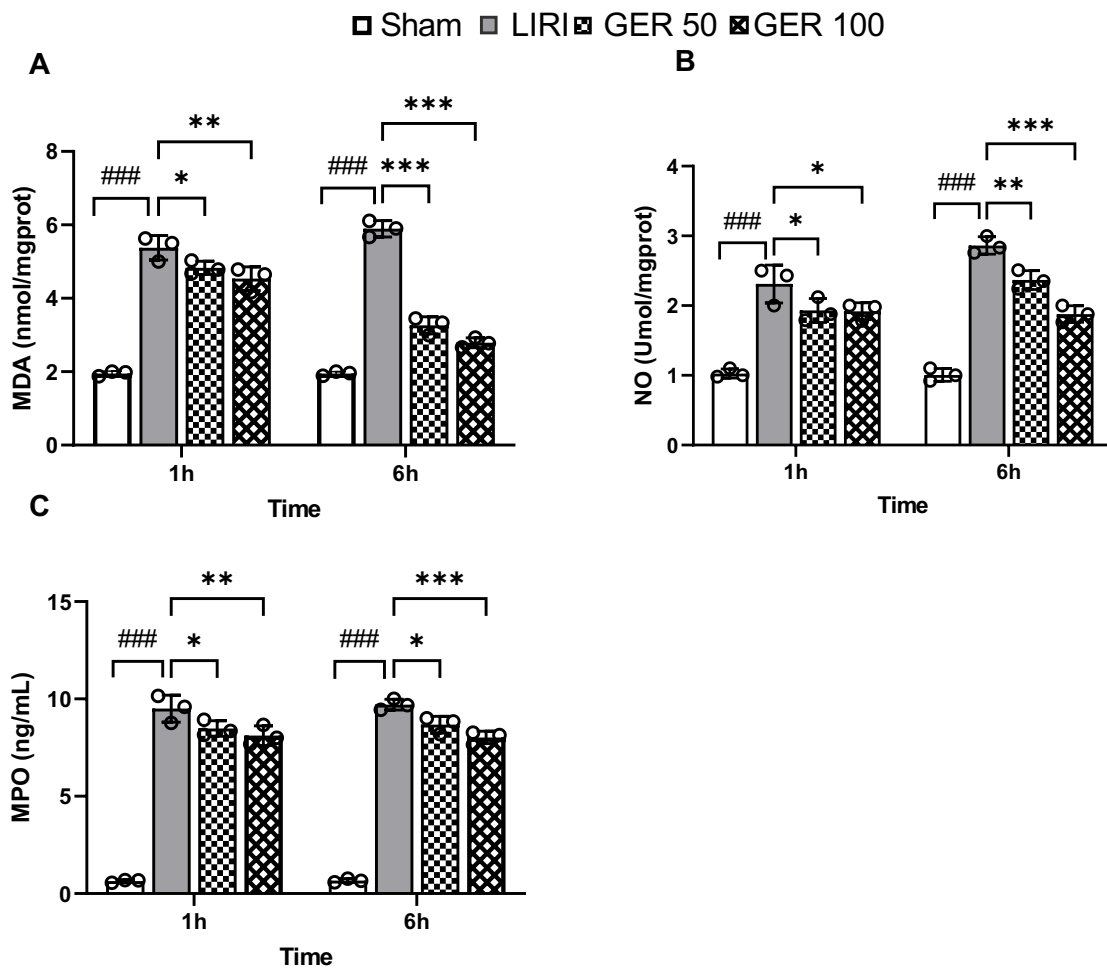 Sham LIRI GER 50 GER 100
A
MDA (nmol/mgprot)
8
6
4
2
0
###
*
**
###
***
***
1h
6h
Time
B
NO (Umol/mgprot)
4
3
2
1
0
###
*
*
###
**
***
1h
6h
Time
C
MPO (ng/mL)
15
10
5
0
###
*
**
###
*
***
1h
6h
Time